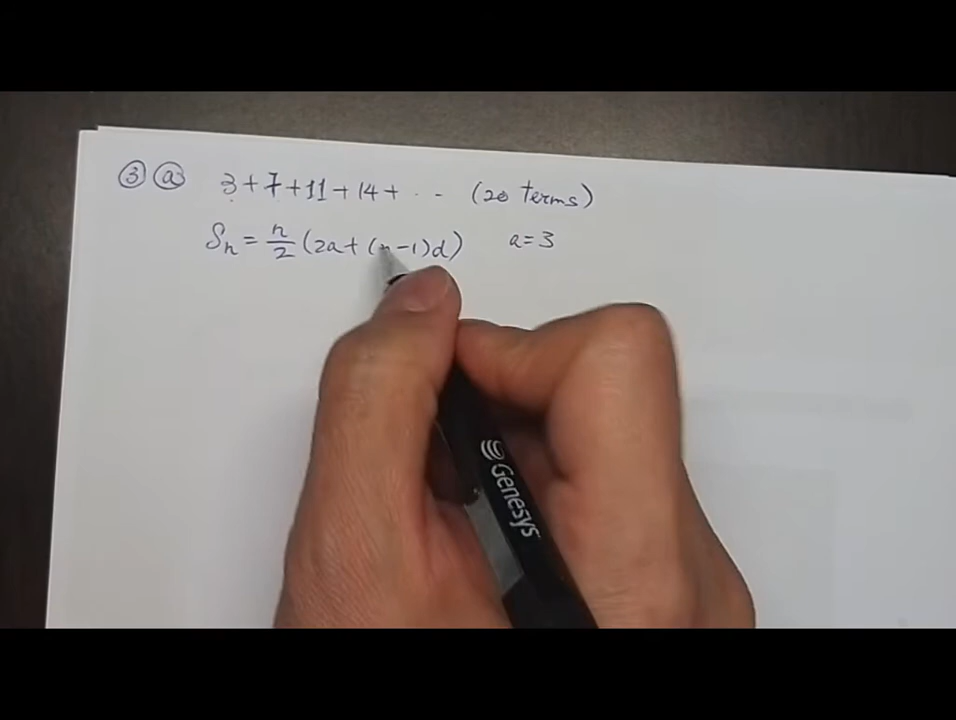 ③ ⓐ 3+7+11+14+ ·· - (20 terms)
Sn = n/2 (2a+(n-1)d) a=3
Genesys